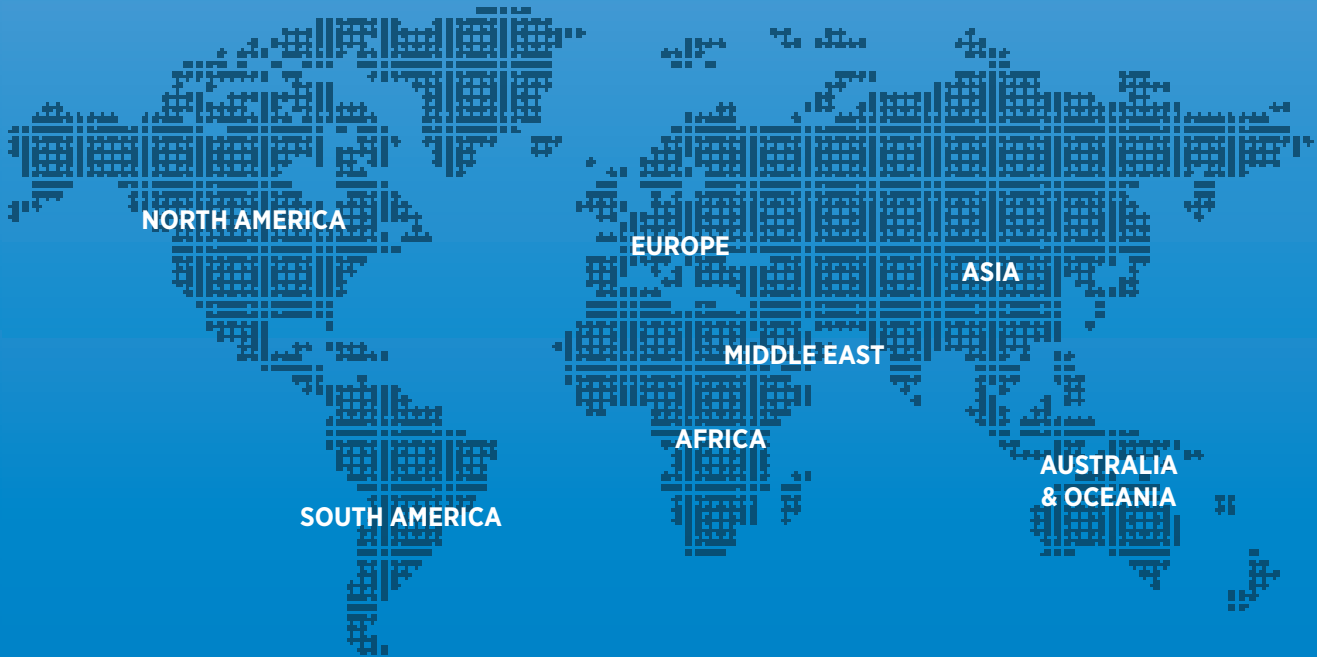 NORTH AMERICA
EUROPE
ASIA
MIDDLE EAST
AFRICA
AUSTRALIA
& OCEANIA
SOUTH AMERICA